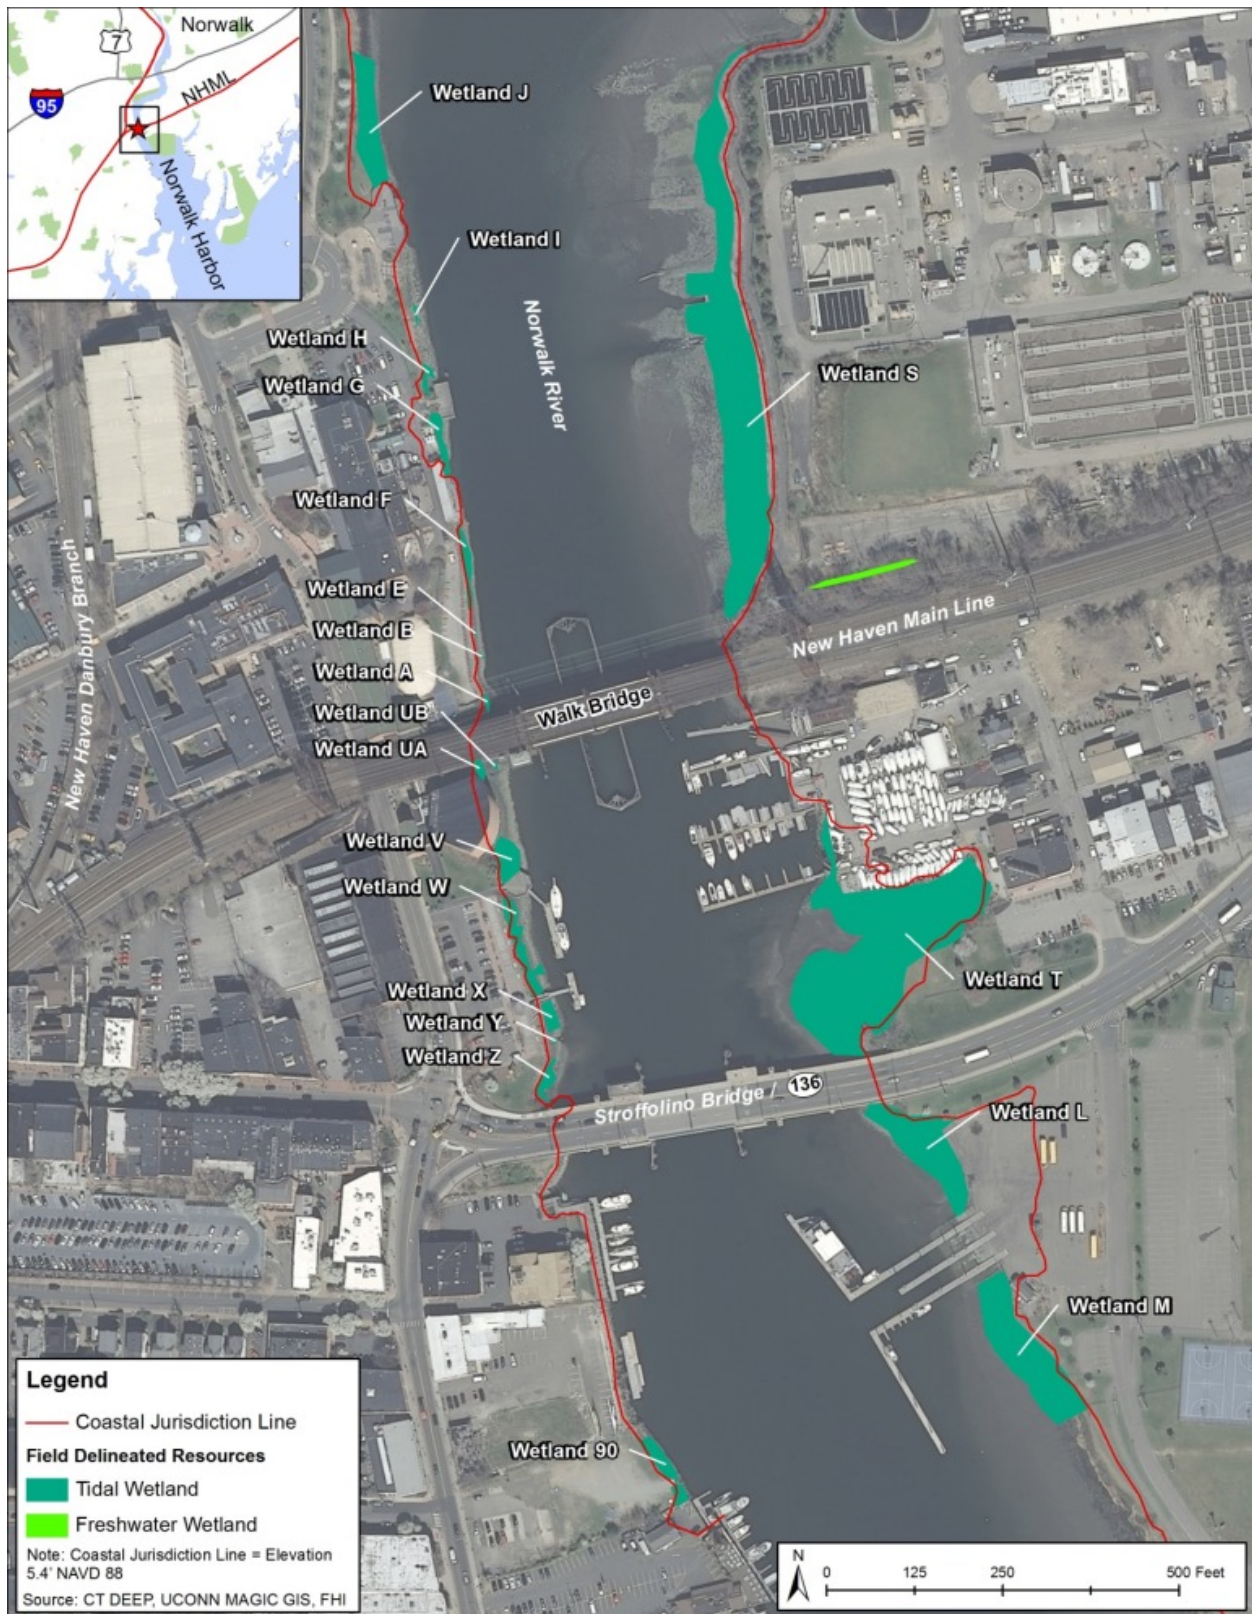 Norwalk
7
95
NHML
Norwalk Harbor
Wetland J
Wetland I
Wetland H
Wetland G
Norwalk River
Wetland S
Wetland F
New Haven Danbury Branch
Wetland E
Wetland B
New Haven Main Line
Wetland A
Walk Bridge
Wetland UB
Wetland UA
Wetland V
Wetland W
Wetland T
Wetland X
Wetland Y
Wetland Z
Stroffolino Bridge / 136
Wetland L
Wetland M
Wetland 90
Legend
Coastal Jurisdiction Line
Field Delineated Resources
Tidal Wetland
Freshwater Wetland
Note: Coastal Jurisdiction Line = Elevation
5.4' NAVD 88
Source: CT DEEP, UCONN MAGIC GIS, FHI
N
0 125 250 500 Feet